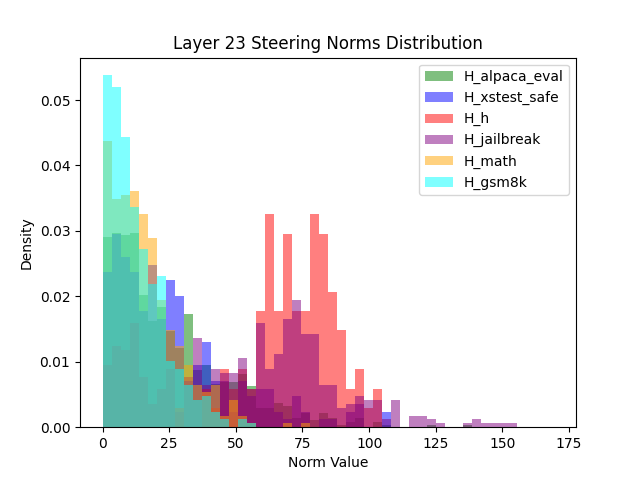 Layer 23 Steering Norms Distribution
H_alpaca_eval
H_xstest_safe
H_h
H_jailbreak
H_math
H_gsm8k
Density
0.05
0.04
0.03
0.02
0.01
0.00
0 25 50 75 100 125 150 175
Norm Value